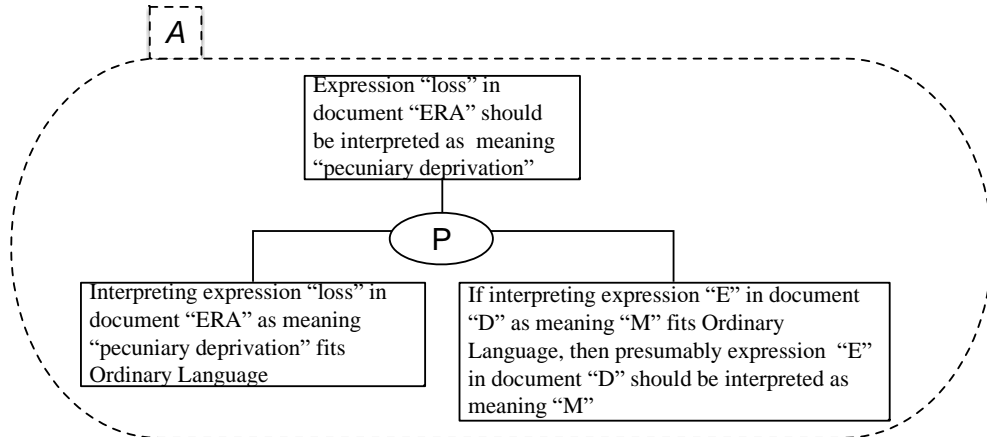 A
Expression “loss” in
document “ERA” should
be interpreted as meaning
“pecuniary deprivation”
P
Interpreting expression “loss” in
document “ERA” as meaning
“pecuniary deprivation” fits
Ordinary Language
If interpreting expression “E” in document
“D” as meaning “M” fits Ordinary
Language, then presumably expression “E”
in document “D” should be interpreted as
meaning “M”